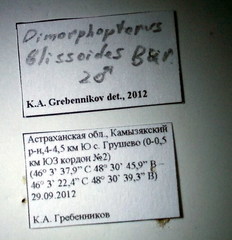 Dimorphopterus
blissoides Bär.
2♂
K.A. Grebennikov det., 2012
Астраханская обл., Камызякский
р-н,4-4,5 км Ю с. Грушево (0-0,5
км ЮЗ кордон №2)
(46° 3` 37,9" С 48° 30` 45,9" В –
46° 3` 22,4" С 48° 30` 39,3" В)
29.09.2012
К.А. Гребенников